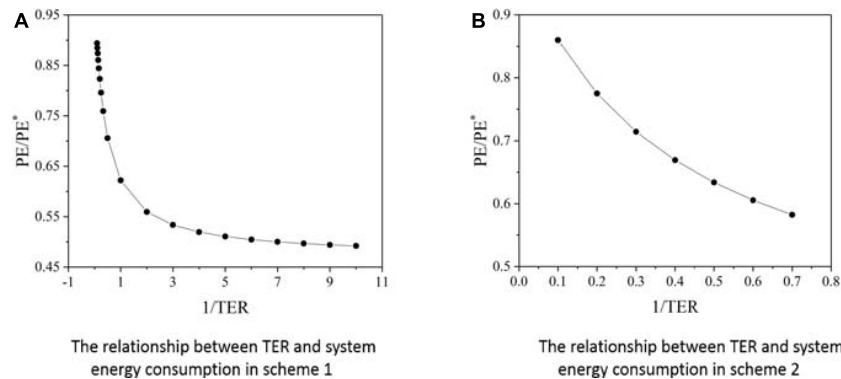 A
PE/PE*
0.95
0.85
0.75
0.65
0.55
0.45
-1 1 3 5 7 9 11
1/TER
The relationship between TER and system
energy consumption in scheme 1
B
PE/PE*
0.9
0.8
0.7
0.6
0.5
0.0 0.1 0.2 0.3 0.4 0.5 0.6 0.7 0.8
1/TER
The relationship between TER and system
energy consumption in scheme 2